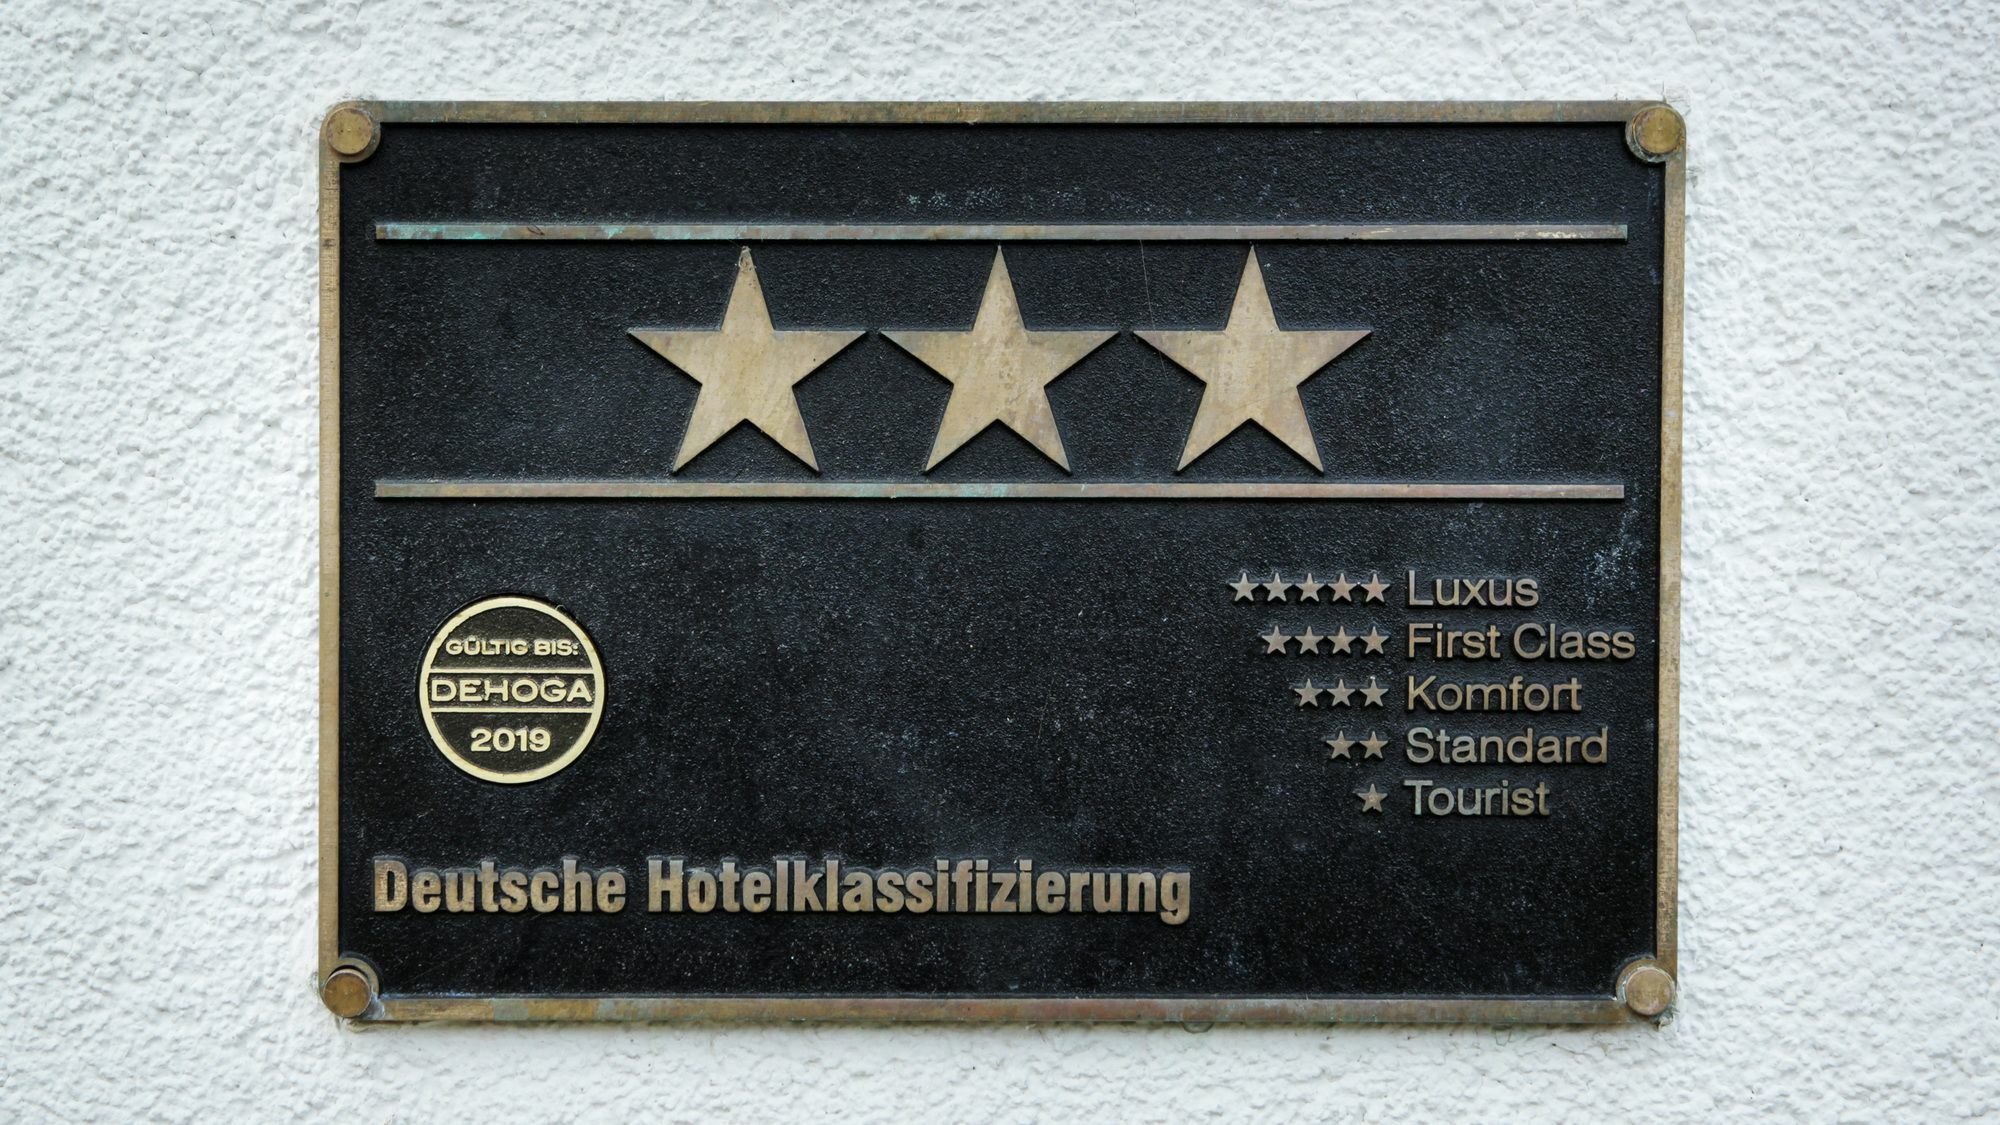 GÜLTIG BIS:
DEHOGA
2019
★★★★★ Luxus
★★★★ First Class
★★★ Komfort
★★ Standard
★ Tourist
Deutsche Hotelklassifizierung